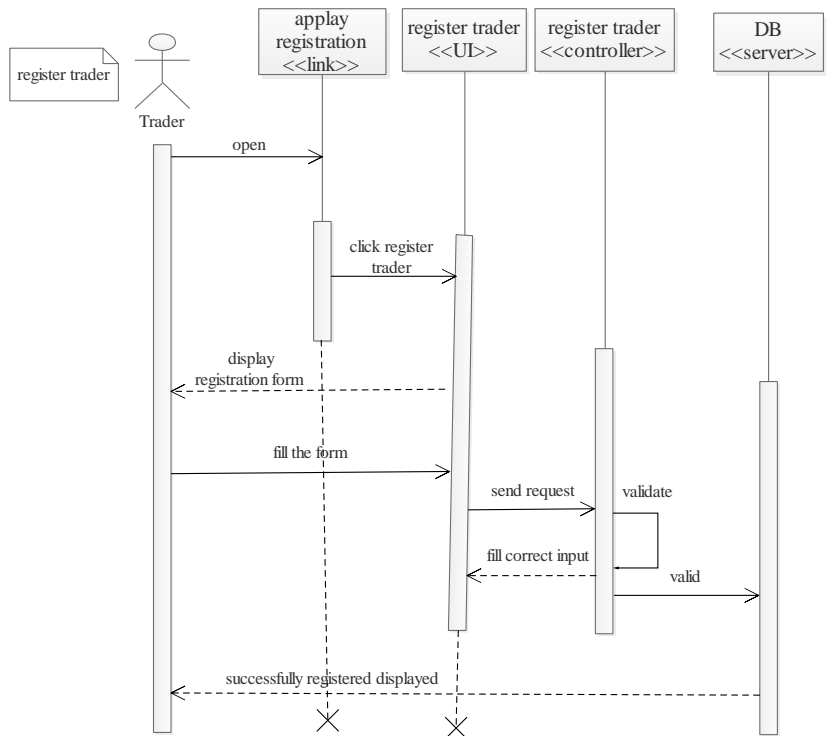 register trader
Trader
applay
registration
<<link>>
register trader
<<UI>>
register trader
<<controller>>
DB
<<server>>
open
click register
trader
display
registration form
fill the form
send request
validate
fill correct input
valid
successfully registered displayed